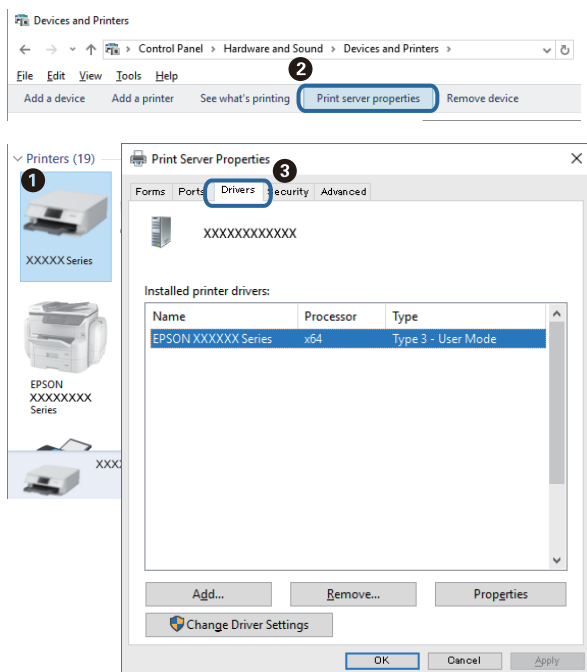 Devices and Printers
Control Panel > Hardware and Sound > Devices and Printers >
File Edit View Tools Help
2
Add a device Add a printer See what's printing Print server properties Remove device
Printers (19)
1
XXXXX Series
EPSON
XXXXXXXX
Series
XXX
Print Server Properties
3
Forms Ports Drivers ecurity Advanced
XXXXXXXXXXXX
Installed printer drivers:
Name Processor Type
EPSON XXXXXX Series x64 Type 3 - User Mode
Add... Remove... Properties
Change Driver Settings
OK Cancel Apply